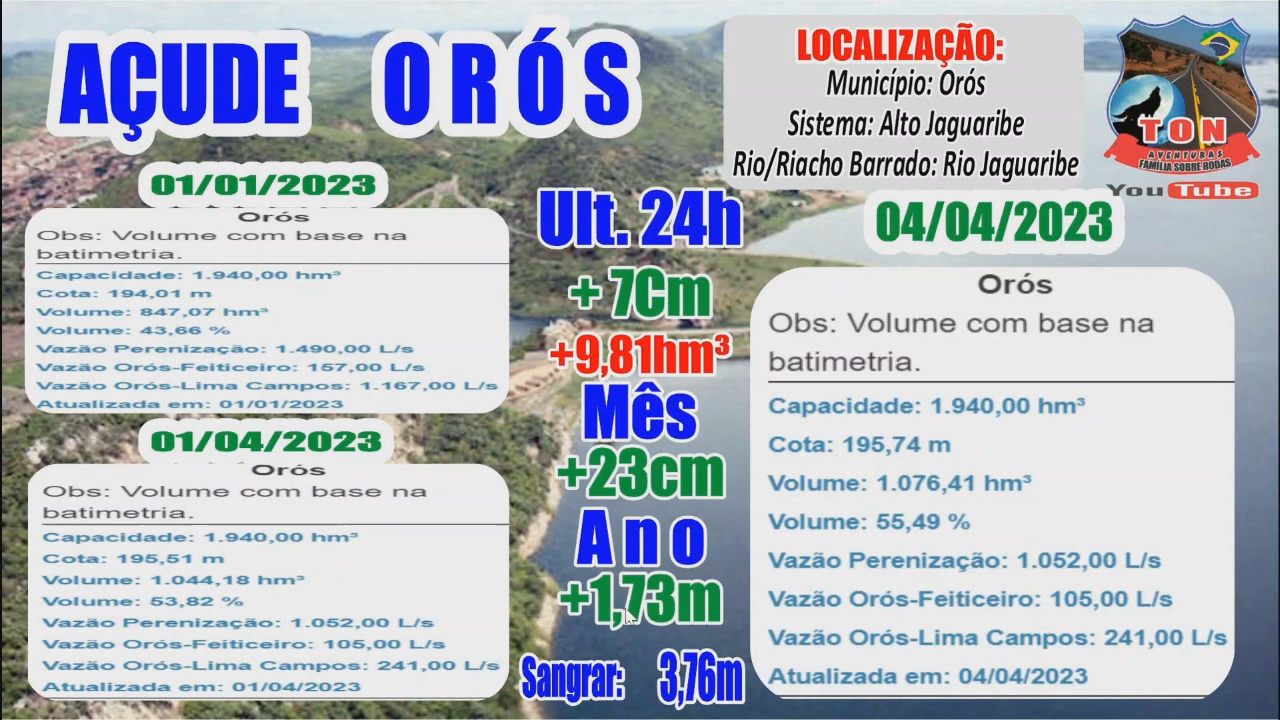 AÇUDE ORÓS
LOCALIZAÇÃO:
Município: Orós
Sistema: Alto Jaguaribe
Rio/Riacho Barrado: Rio Jaguaribe
TON
AVENTURAS
FAMÍLIA SOBRE RODAS
YouTube
01/01/2023
Orós
Obs: Volume com base na
batimetria.
Capacidade: 1.940,00 hm³
Cota: 194,01 m
Volume: 847,07 hm³
Volume: 43,66 %
Vazão Perenização: 1.490,00 L/s
Vazão Orós-Feiticeiro: 157,00 L/s
Vazão Orós-Lima Campos: 1.167,00 L/s
Atualizada em: 01/01/2023
01/04/2023
Orós
Obs: Volume com base na
batimetria.
Capacidade: 1.940,00 hm³
Cota: 195,51 m
Volume: 1.044,18 hm³
Volume: 53,82 %
Vazão Perenização: 1.052,00 L/s
Vazão Orós-Feiticeiro: 105,00 L/s
Vazão Orós-Lima Campos: 241,00 L/s
Atualizada em: 01/04/2023
Ult. 24h
+ 7Cm
+9,81hm³
Mês
+23cm
Ano
+1,73m
Sangrar: 3,76m
04/04/2023
Orós
Obs: Volume com base na
batimetria.
Capacidade: 1.940,00 hm³
Cota: 195,74 m
Volume: 1.076,41 hm³
Volume: 55,49 %
Vazão Perenização: 1.052,00 L/s
Vazão Orós-Feiticeiro: 105,00 L/s
Vazão Orós-Lima Campos: 241,00 L/s
Atualizada em: 04/04/2023